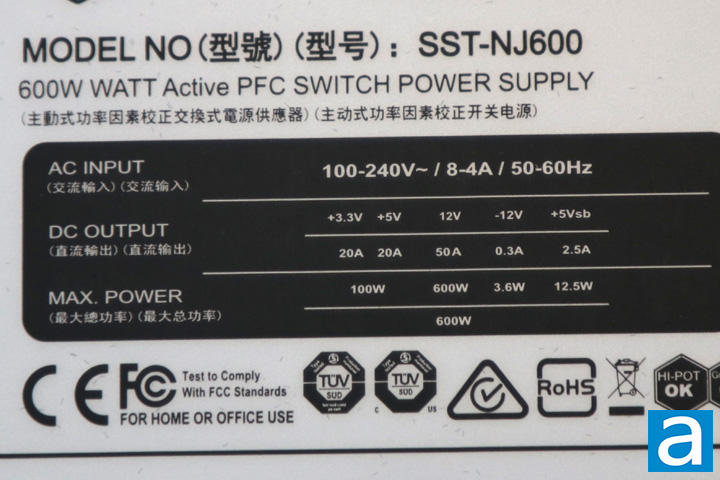 MODEL NO(型號)(型号)：SST-NJ600
600W WATT Active PFC SWITCH POWER SUPPLY
(主動式功率因素校正交換式電源供應器)(主动式功率因素校正开关电源)
AC INPUT 100-240V~ / 8-4A / 50-60Hz
(交流輸入)(交流输入)
+3.3V +5V 12V -12V +5Vsb
DC OUTPUT
(直流輸出)(直流输出) 20A 20A 50A 0.3A 2.5A
MAX. POWER 100W 600W 3.6W 12.5W
(最大總功率)(最大总功率) 600W
CE FC Test to Comply
With FCC Standards
FOR HOME OR OFFICE USE
TÜV
SUD
TÜV
SUD
C US
RoHS
HI-POT
OK
a